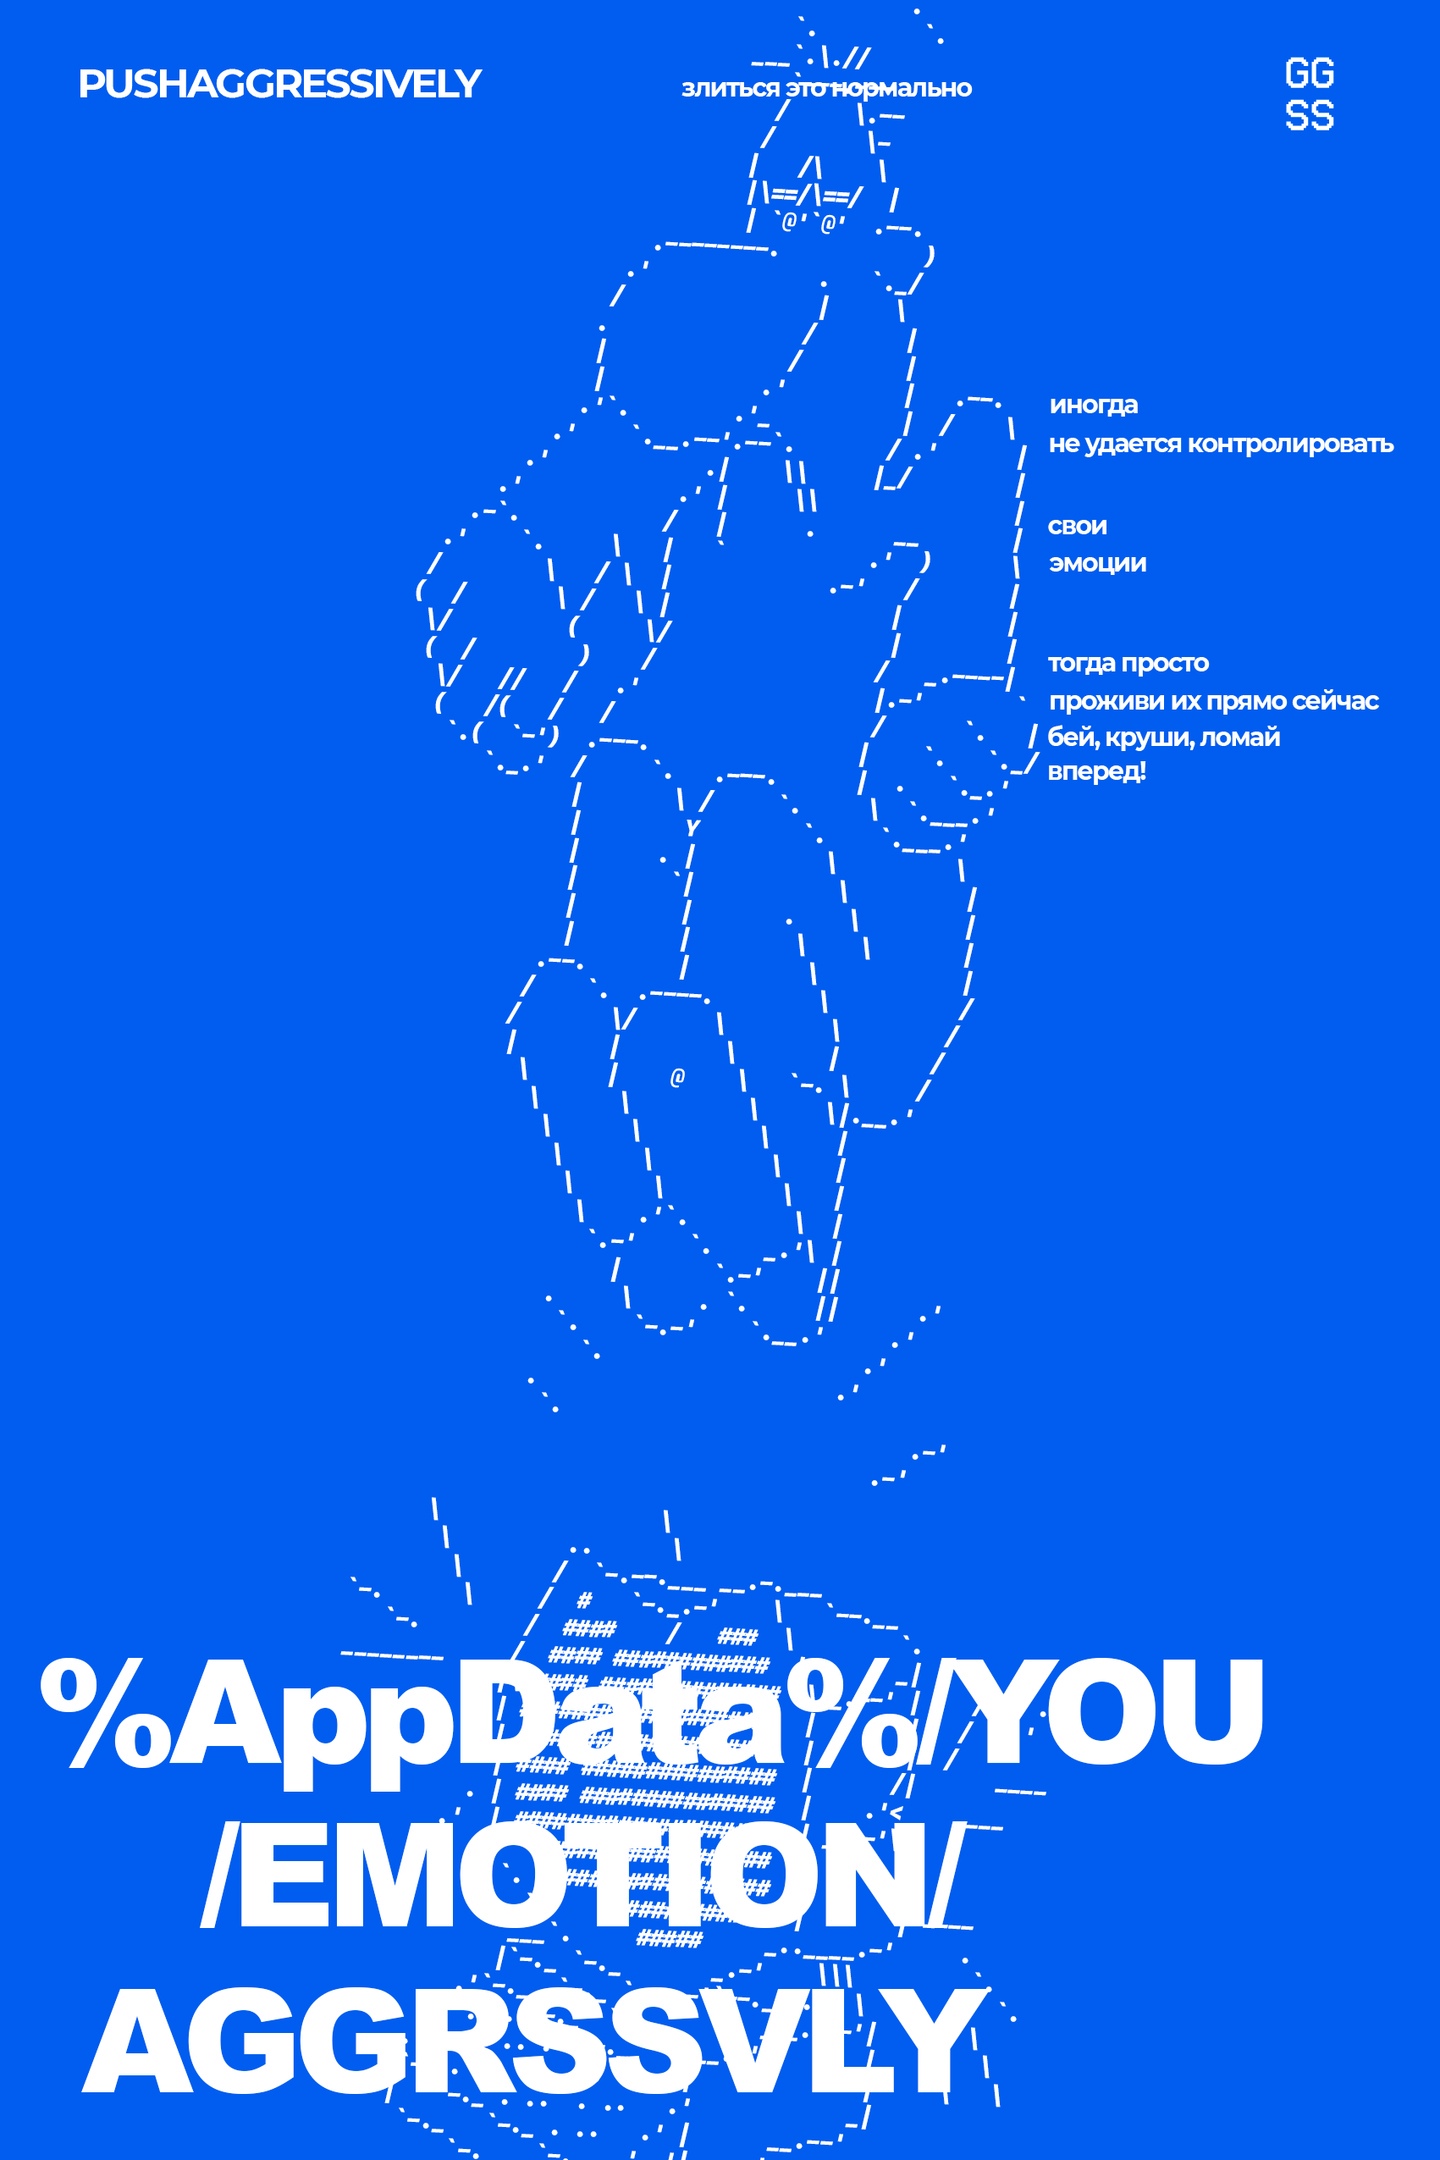 PUSHAGGRESSIVELY
злиться это нормально
GG
SS
иногда
не удается контролировать
свои
эмоции
тогда просто
проживи их прямо сейчас
бей, круши, ломай
вперед!
%AppData%/YOU
/EMOTION/
AGGRSSVLY